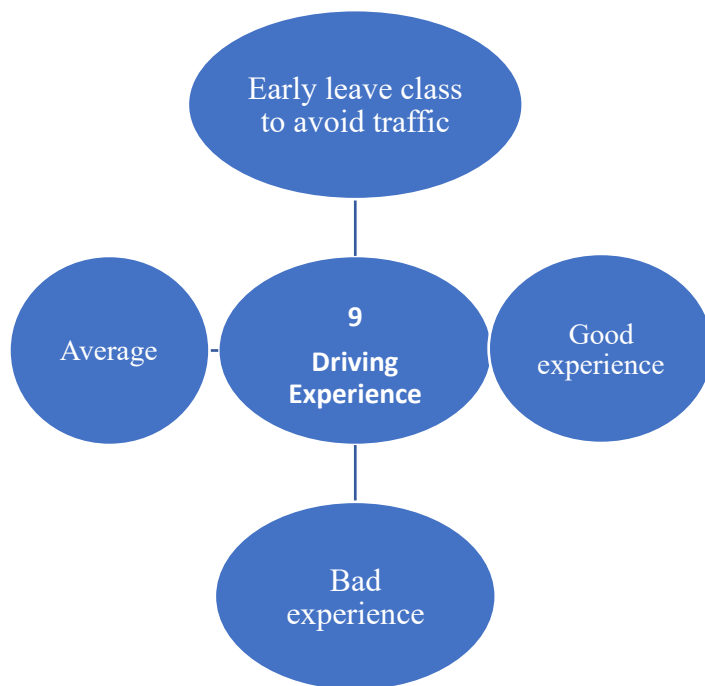 Early leave class
to avoid traffic
Average
9
Driving
Experience
Good
experience
Bad
experience